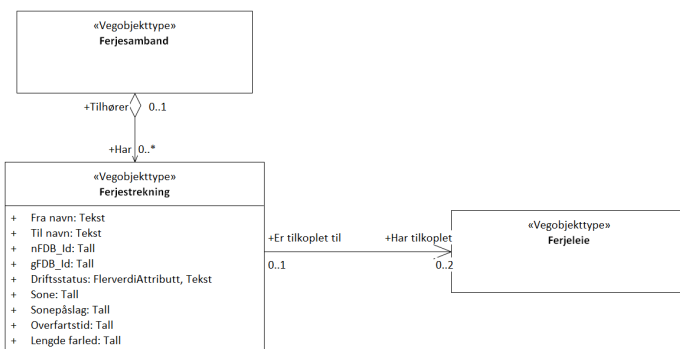 «Vegobjekttype»
Ferjesamband
+Tilhører 0..1
+Har 0..*
«Vegobjekttype»
Ferjestrekning
+ Fra navn: Tekst
+ Til navn: Tekst
+ nFDB_Id: Tall
+ gFDB_Id: Tall
+ Driftsstatus: FlerverdiAttributt, Tekst
+ Sone: Tall
+ Sonepåslag: Tall
+ Overfartstid: Tall
+ Lengde farled: Tall
+Er tilkoplet til +Har tilkoplet
0..1 0..2
«Vegobjekttype»
Ferjeleie